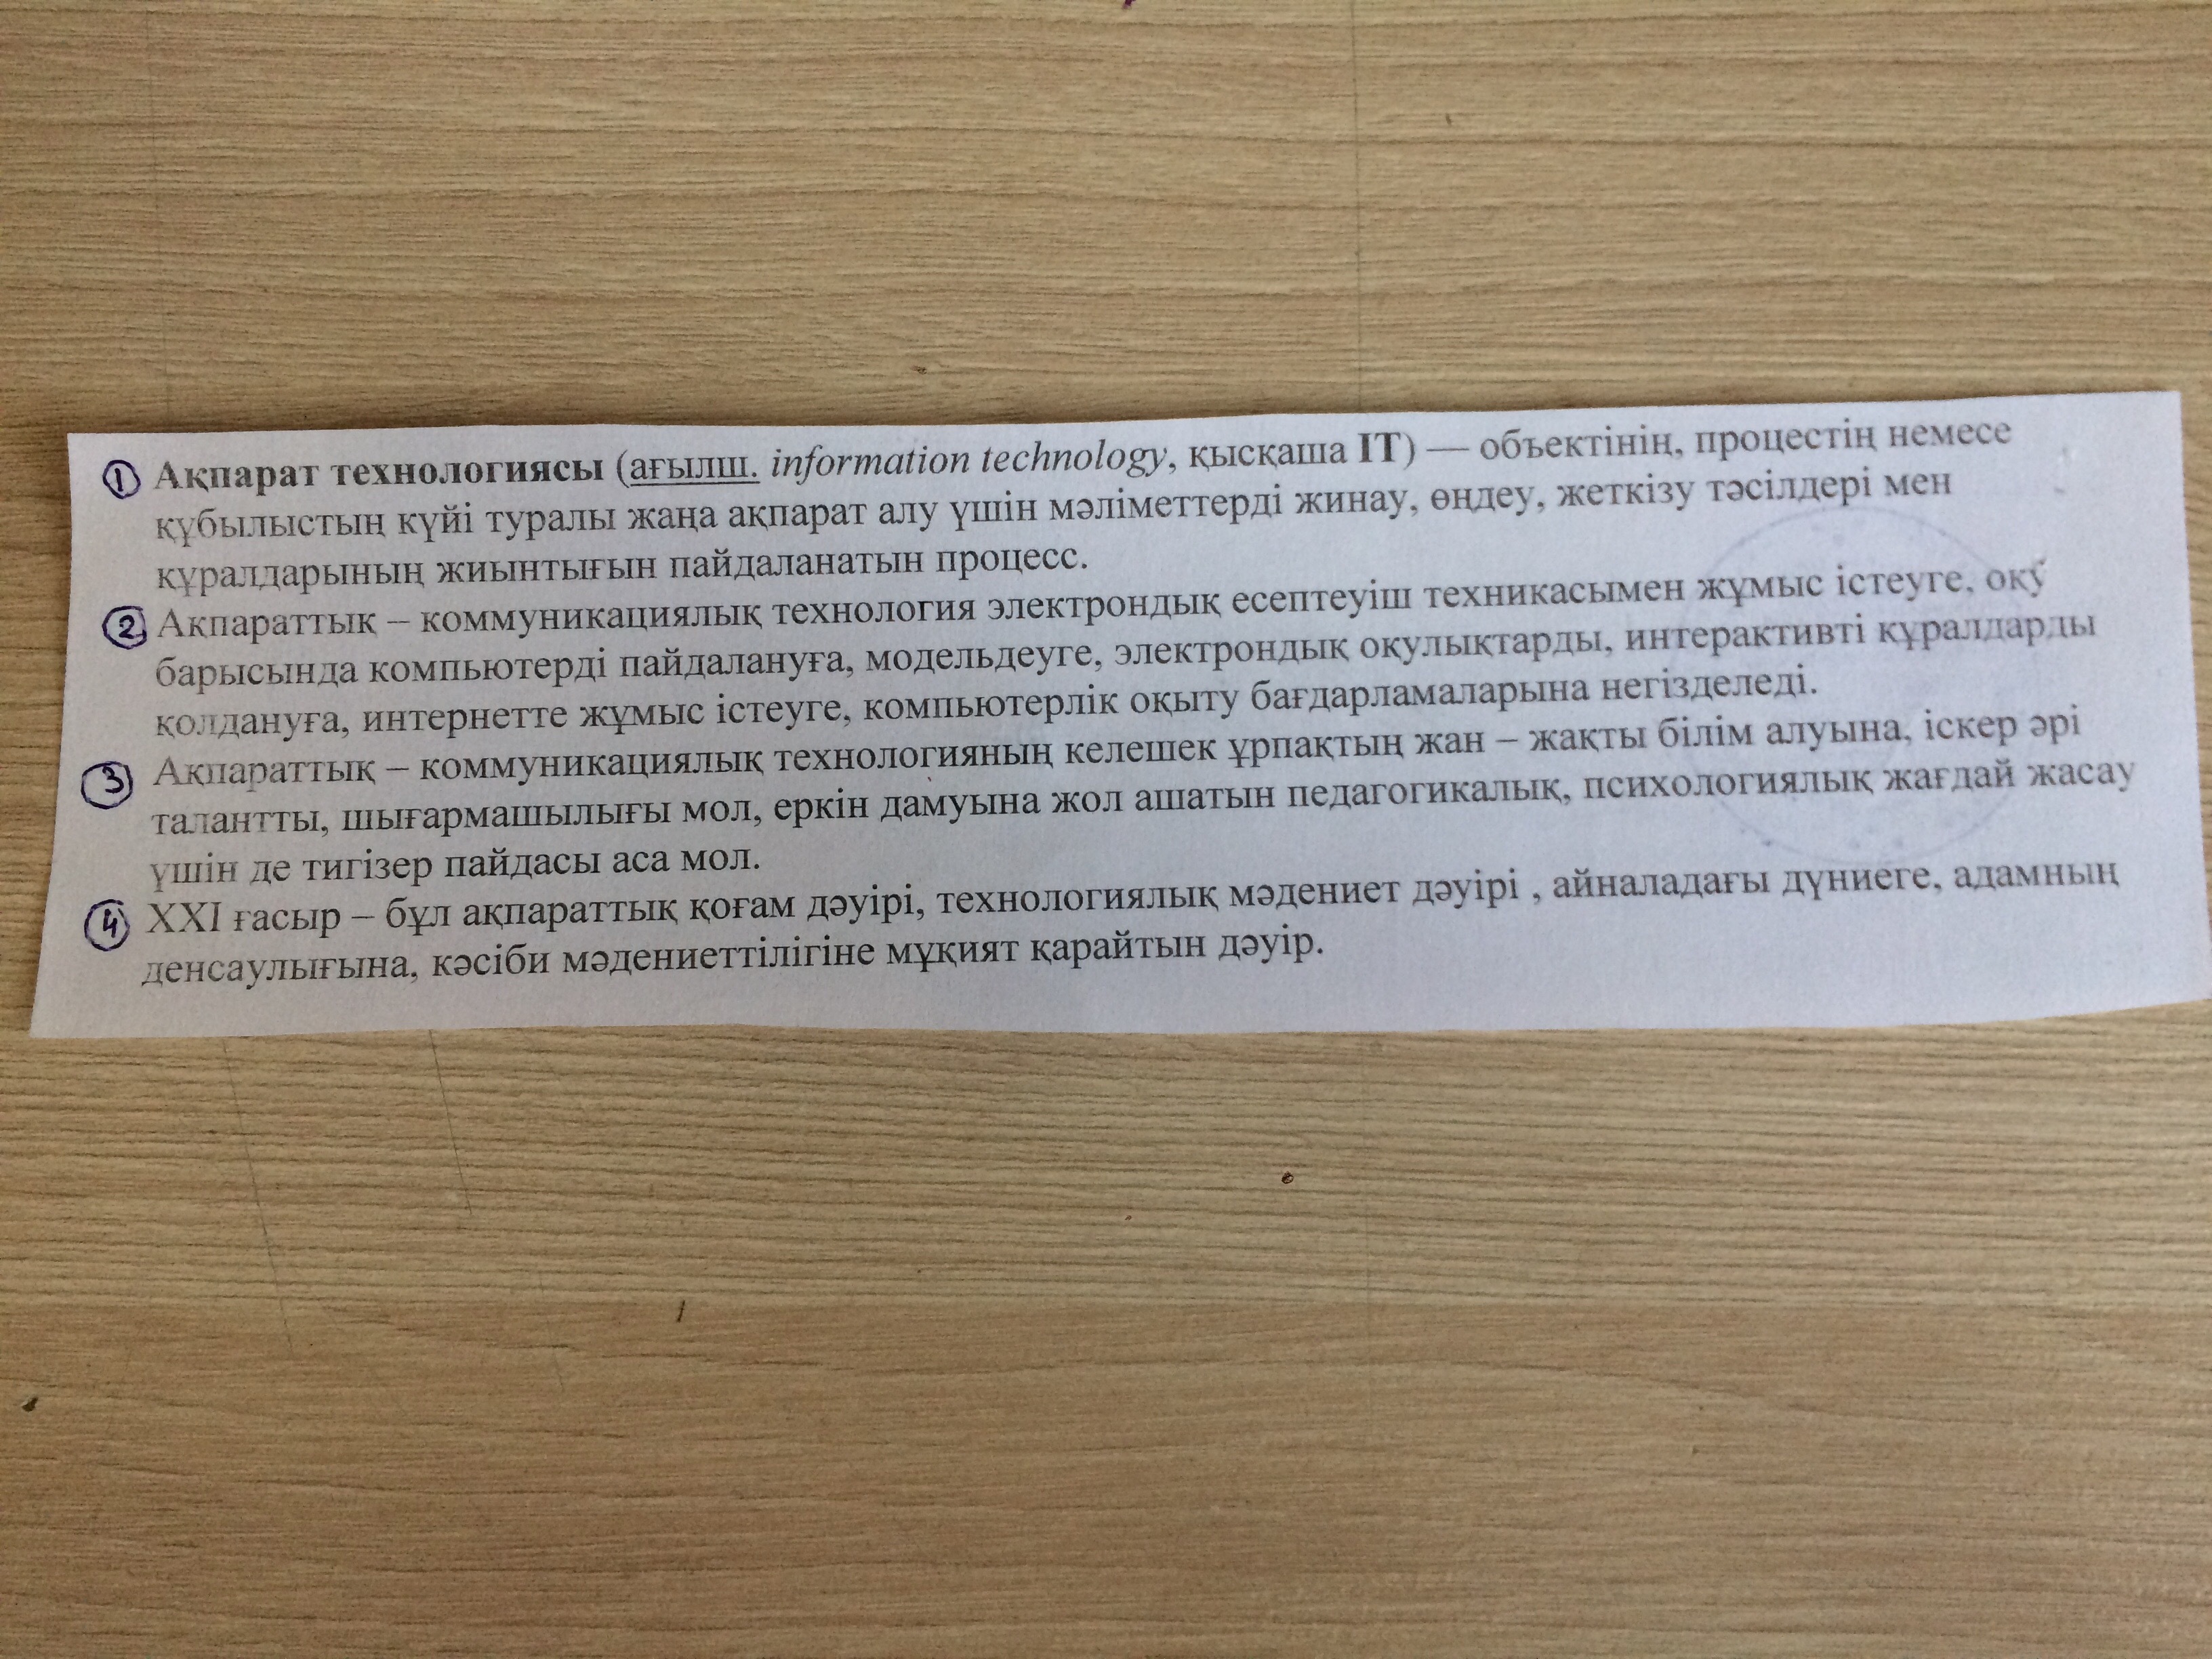 ① Ақпарат технологиясы (ағылш. information technology, қысқаша IT) — объектінің, процестің немесе
құбылыстың күйі туралы жаңа ақпарат алу үшін мәліметтерді жинау, өңдеу, жеткізу тәсілдері мен
құралдарының жиынтығын пайдаланатын процесс.
② Ақпараттық – коммуникациялық технология электрондық есептеуіш техникасымен жұмыс істеуге, оқу
барысында компьютерді пайдалануға, модельдеуге, электрондық оқулықтарды, интерактивті құралдарды
қолдануға, интернетте жұмыс істеуге, компьютерлік оқыту бағдарламаларына негізделеді.
③ Ақпараттық – коммуникациялық технологияның келешек ұрпақтың жан – жақты білім алуына, іскер әрі
талантты, шығармашылығы мол, еркін дамуына жол ашатын педагогикалық, психологиялық жағдай жасау
үшін де тигізер пайдасы аса мол.
④ XXI ғасыр – бұл ақпараттық қоғам дәуірі, технологиялық мәдениет дәуірі , айналадағы дүниеге, адамның
денсаулығына, кәсіби мәдениеттілігіне мұқият қарайтын дәуір.